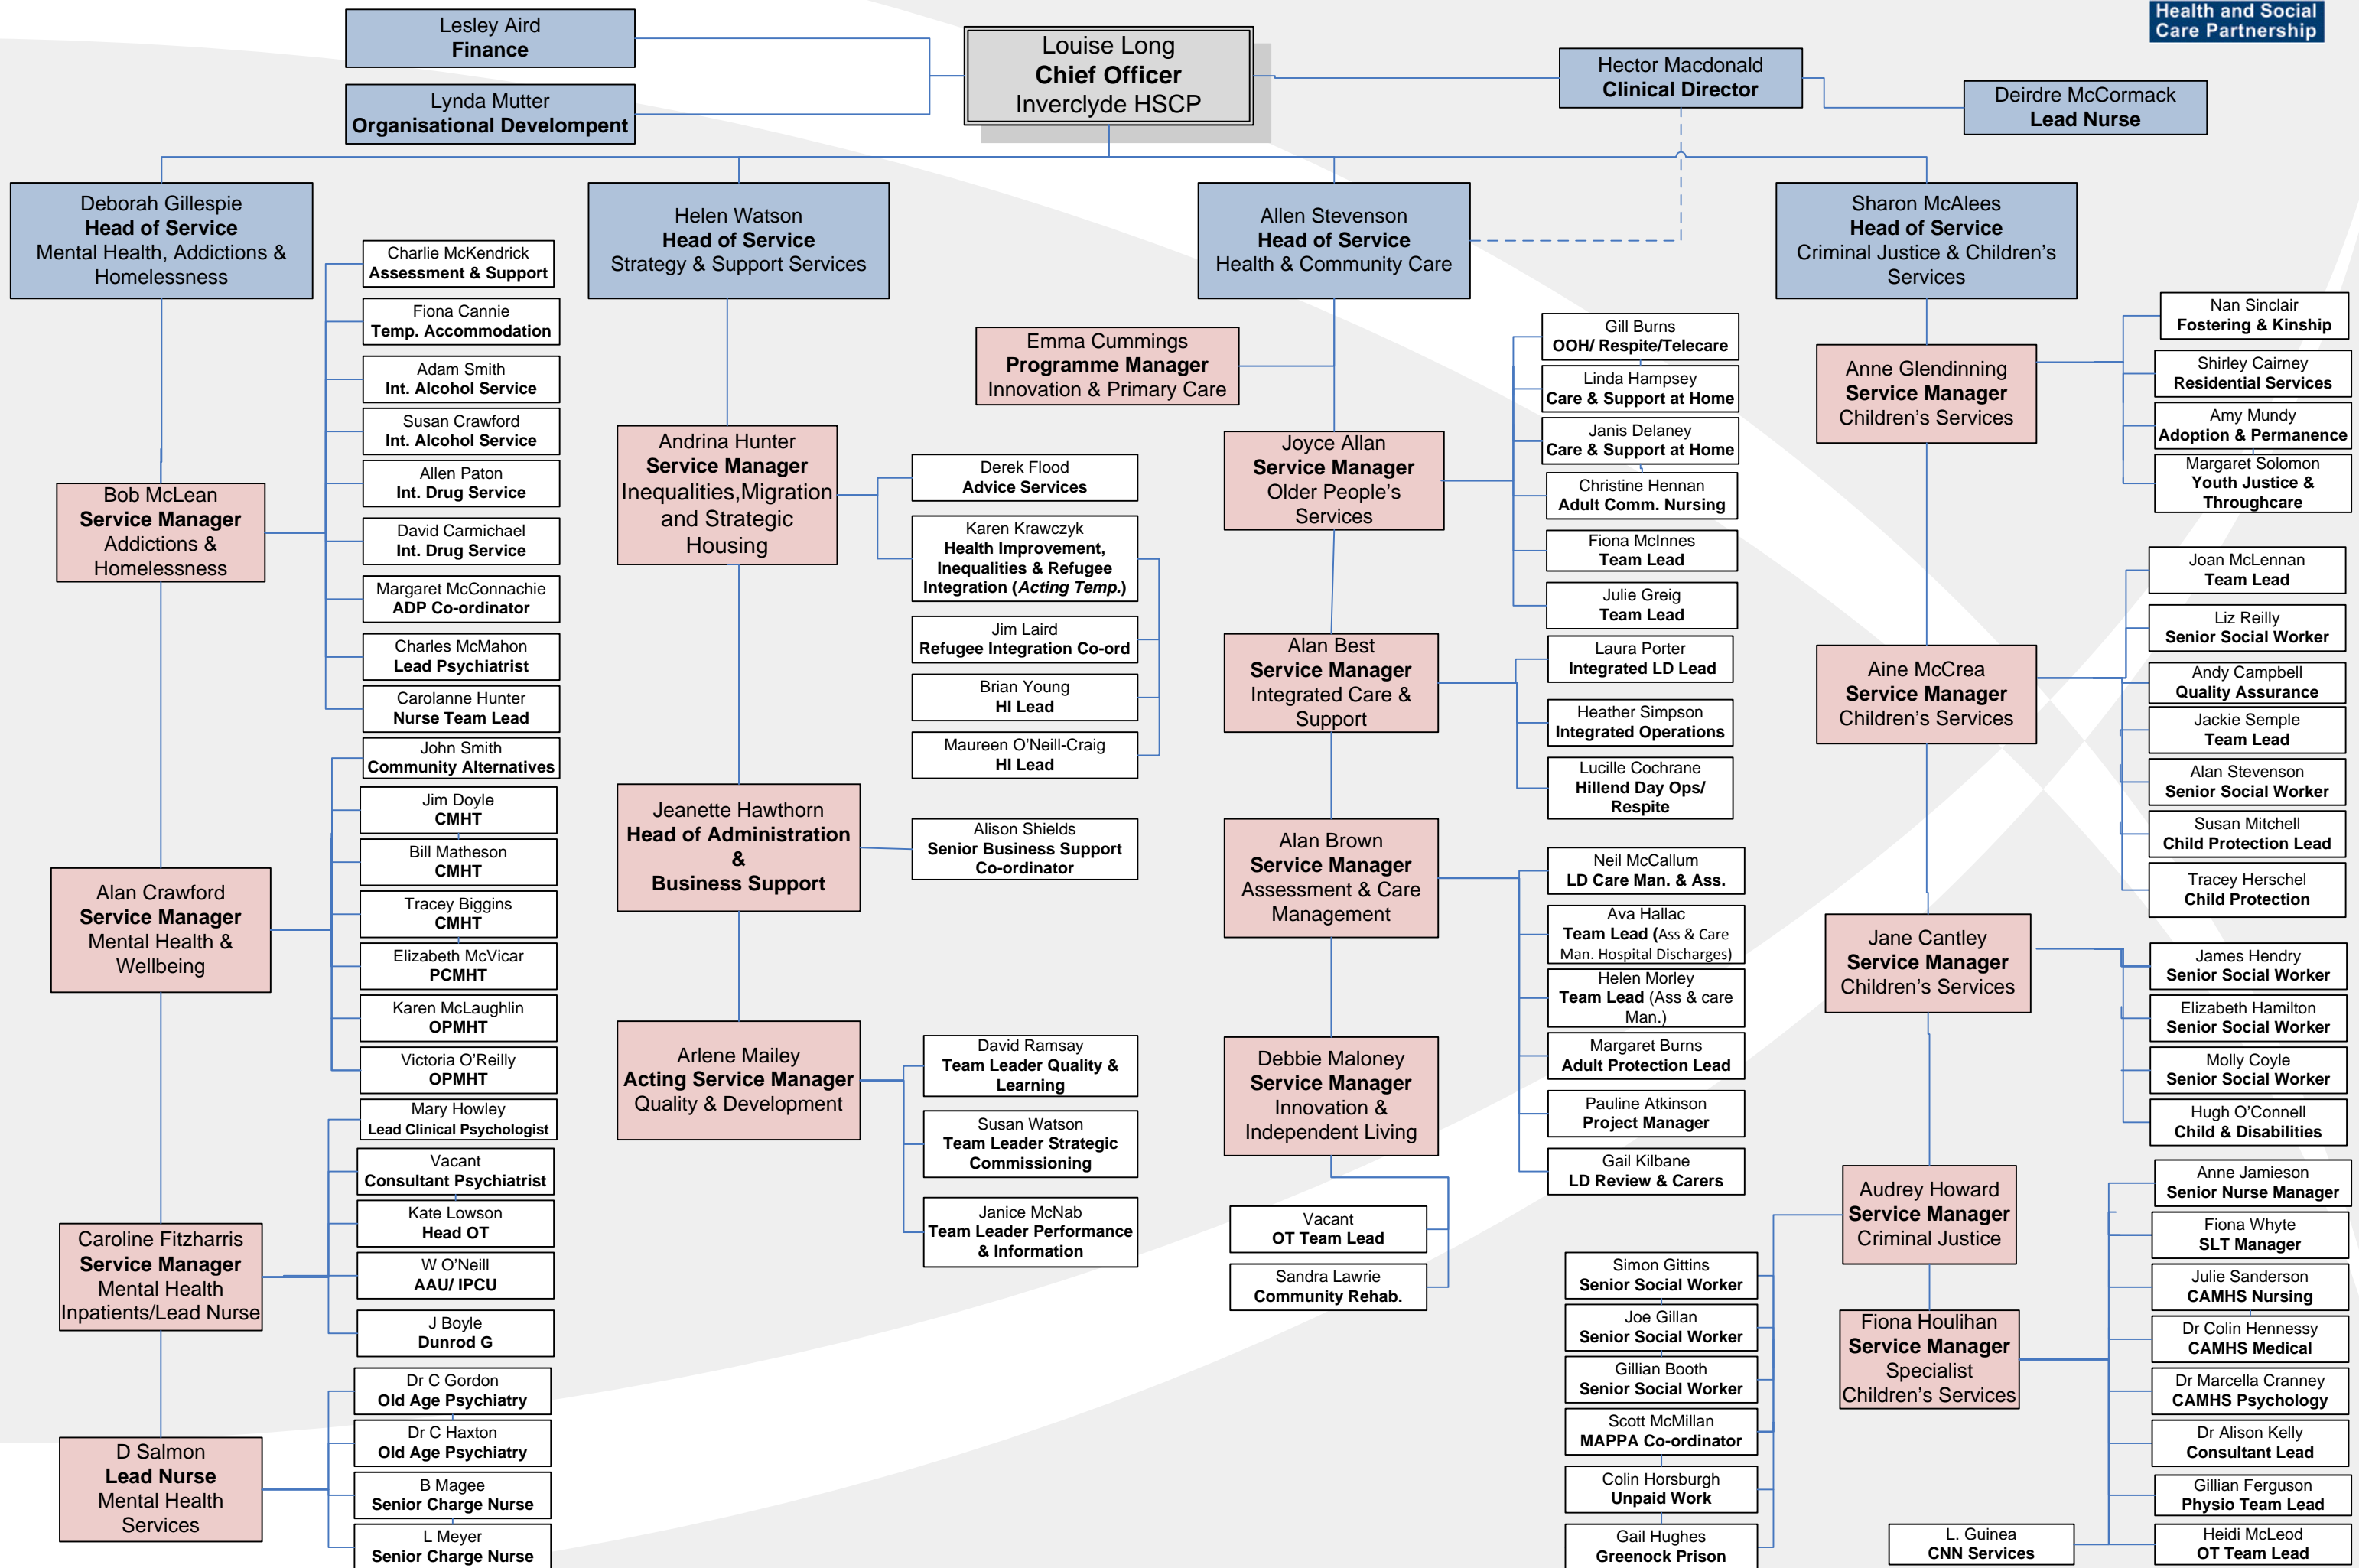 Health and Social
Care Partnership
Lesley Aird
Finance
Lynda Mutter
Organisational Develompent
Louise Long
Chief Officer
Inverclyde HSCP
Hector Macdonald
Clinical Director
Deirdre McCormack
Lead Nurse
Deborah Gillespie
Head of Service
Mental Health, Addictions &
Homelessness
Helen Watson
Head of Service
Strategy & Support Services
Allen Stevenson
Head of Service
Health & Community Care
Sharon McAlees
Head of Service
Criminal Justice & Children's
Services
Bob McLean
Service Manager
Addictions &
Homelessness
Charlie McKendrick
Assessment & Support
Fiona Cannie
Temp. Accommodation
Adam Smith
Int. Alcohol Service
Susan Crawford
Int. Alcohol Service
Allen Paton
Int. Drug Service
David Carmichael
Int. Drug Service
Margaret McConnachie
ADP Co-ordinator
Charles McMahon
Lead Psychiatrist
Carolanne Hunter
Nurse Team Lead
Alan Crawford
Service Manager
Mental Health &
Wellbeing
John Smith
Community Alternatives
Jim Doyle
CMHT
Bill Matheson
CMHT
Tracey Biggins
CMHT
Elizabeth McVicar
PCMHT
Karen McLaughlin
OPMHT
Victoria O'Reilly
OPMHT
Caroline Fitzharris
Service Manager
Mental Health
Inpatients/Lead Nurse
Mary Howley
Lead Clinical Psychologist
Vacant
Consultant Psychiatrist
Kate Lowson
Head OT
W O'Neill
AAU/ IPCU
J Boyle
Dunrod G
D Salmon
Lead Nurse
Mental Health
Services
Dr C Gordon
Old Age Psychiatry
Dr C Haxton
Old Age Psychiatry
B Magee
Senior Charge Nurse
L Meyer
Senior Charge Nurse
Andrina Hunter
Service Manager
Inequalities,Migration
and Strategic
Housing
Derek Flood
Advice Services
Karen Krawczyk
Health Improvement,
Inequalities & Refugee
Integration (Acting Temp.)
Jim Laird
Refugee Integration Co-ord
Brian Young
HI Lead
Maureen O'Neill-Craig
HI Lead
Jeanette Hawthorn
Head of Administration
&
Business Support
Alison Shields
Senior Business Support
Co-ordinator
Arlene Mailey
Acting Service Manager
Quality & Development
David Ramsay
Team Leader Quality &
Learning
Susan Watson
Team Leader Strategic
Commissioning
Janice McNab
Team Leader Performance
& Information
Emma Cummings
Programme Manager
Innovation & Primary Care
Joyce Allan
Service Manager
Older People's
Services
Gill Burns
OOH/ Respite/Telecare
Linda Hampsey
Care & Support at Home
Janis Delaney
Care & Support at Home
Christine Hennan
Adult Comm. Nursing
Fiona McInnes
Team Lead
Julie Greig
Team Lead
Alan Best
Service Manager
Integrated Care &
Support
Laura Porter
Integrated LD Lead
Heather Simpson
Integrated Operations
Lucille Cochrane
Hillend Day Ops/
Respite
Alan Brown
Service Manager
Assessment & Care
Management
Neil McCallum
LD Care Man. & Ass.
Ava Hallac
Team Lead (Ass & Care
Man. Hospital Discharges)
Helen Morley
Team Lead (Ass & care
Man.)
Margaret Burns
Adult Protection Lead
Pauline Atkinson
Project Manager
Gail Kilbane
LD Review & Carers
Debbie Maloney
Service Manager
Innovation &
Independent Living
Vacant
OT Team Lead
Sandra Lawrie
Community Rehab.
Anne Glendinning
Service Manager
Children's Services
Nan Sinclair
Fostering & Kinship
Shirley Cairney
Residential Services
Amy Mundy
Adoption & Permanence
Margaret Solomon
Youth Justice &
Throughcare
Aine McCrea
Service Manager
Children's Services
Joan McLennan
Team Lead
Liz Reilly
Senior Social Worker
Andy Campbell
Quality Assurance
Jackie Semple
Team Lead
Alan Stevenson
Senior Social Worker
Susan Mitchell
Child Protection Lead
Tracey Herschel
Child Protection
Jane Cantley
Service Manager
Children's Services
James Hendry
Senior Social Worker
Elizabeth Hamilton
Senior Social Worker
Molly Coyle
Senior Social Worker
Hugh O'Connell
Child & Disabilities
Audrey Howard
Service Manager
Criminal Justice
Simon Gittins
Senior Social Worker
Joe Gillan
Senior Social Worker
Gillian Booth
Senior Social Worker
Scott McMillan
MAPPA Co-ordinator
Colin Horsburgh
Unpaid Work
Gail Hughes
Greenock Prison
Fiona Houlihan
Service Manager
Specialist
Children's Services
Anne Jamieson
Senior Nurse Manager
Fiona Whyte
SLT Manager
Julie Sanderson
CAMHS Nursing
Dr Colin Hennessy
CAMHS Medical
Dr Marcella Cranney
CAMHS Psychology
Dr Alison Kelly
Consultant Lead
Gillian Ferguson
Physio Team Lead
L. Guinea
CNN Services
Heidi McLeod
OT Team Lead